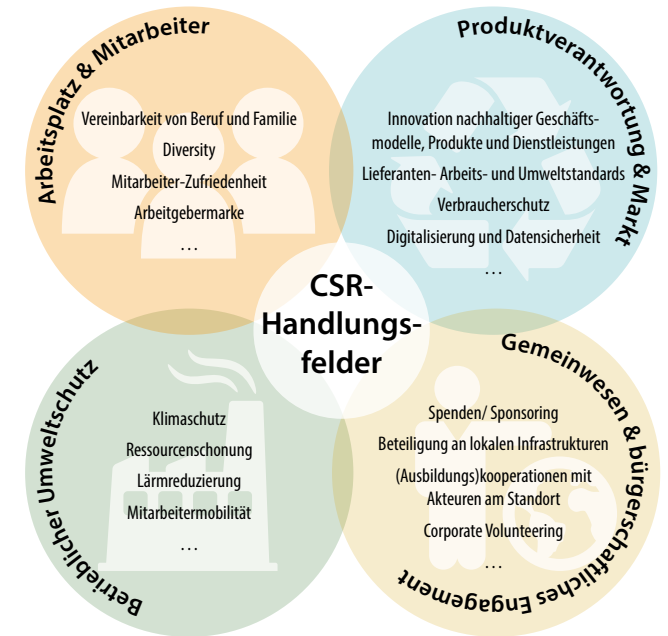 Arbeitsplatz & Mitarbeiter
Vereinbarkeit von Beruf und Familie
Diversity
Mitarbeiter-Zufriedenheit
Arbeitgebermarke
…
Produktverantwortung & Markt
Innovation nachhaltiger Geschäfts-
modelle, Produkte und Dienstleistungen
Lieferanten- Arbeits- und Umweltstandards
Verbraucherschutz
Digitalisierung und Datensicherheit
…
CSR-
Handlungs-
felder
Betrieblicher Umweltschutz
Klimaschutz
Ressourcenschonung
Lärmreduzierung
Mitarbeitermobilität
…
Gemeinwesen & bürgerschaftliches Engagement
Spenden/ Sponsoring
Beteiligung an lokalen Infrastrukturen
(Ausbildungs)kooperationen mit
Akteuren am Standort
Corporate Volunteering
…